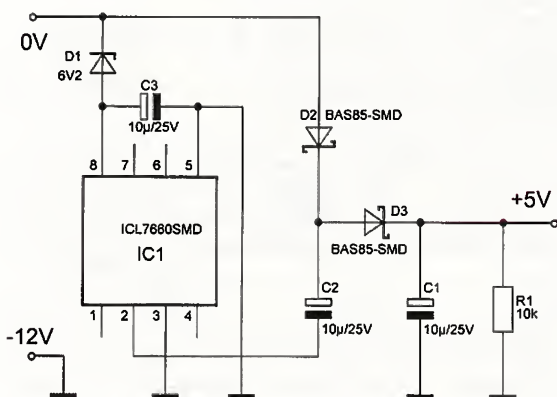 0V
D1
6V2
C3
10µ/25V
D2 BAS85-SMD
8 7 6 5
ICL7660SMD
IC1
D3
BAS85-SMD
+5V
C2
10µ/25V
C1
10µ/25V
R1
10k
1 2 3 4
-12V